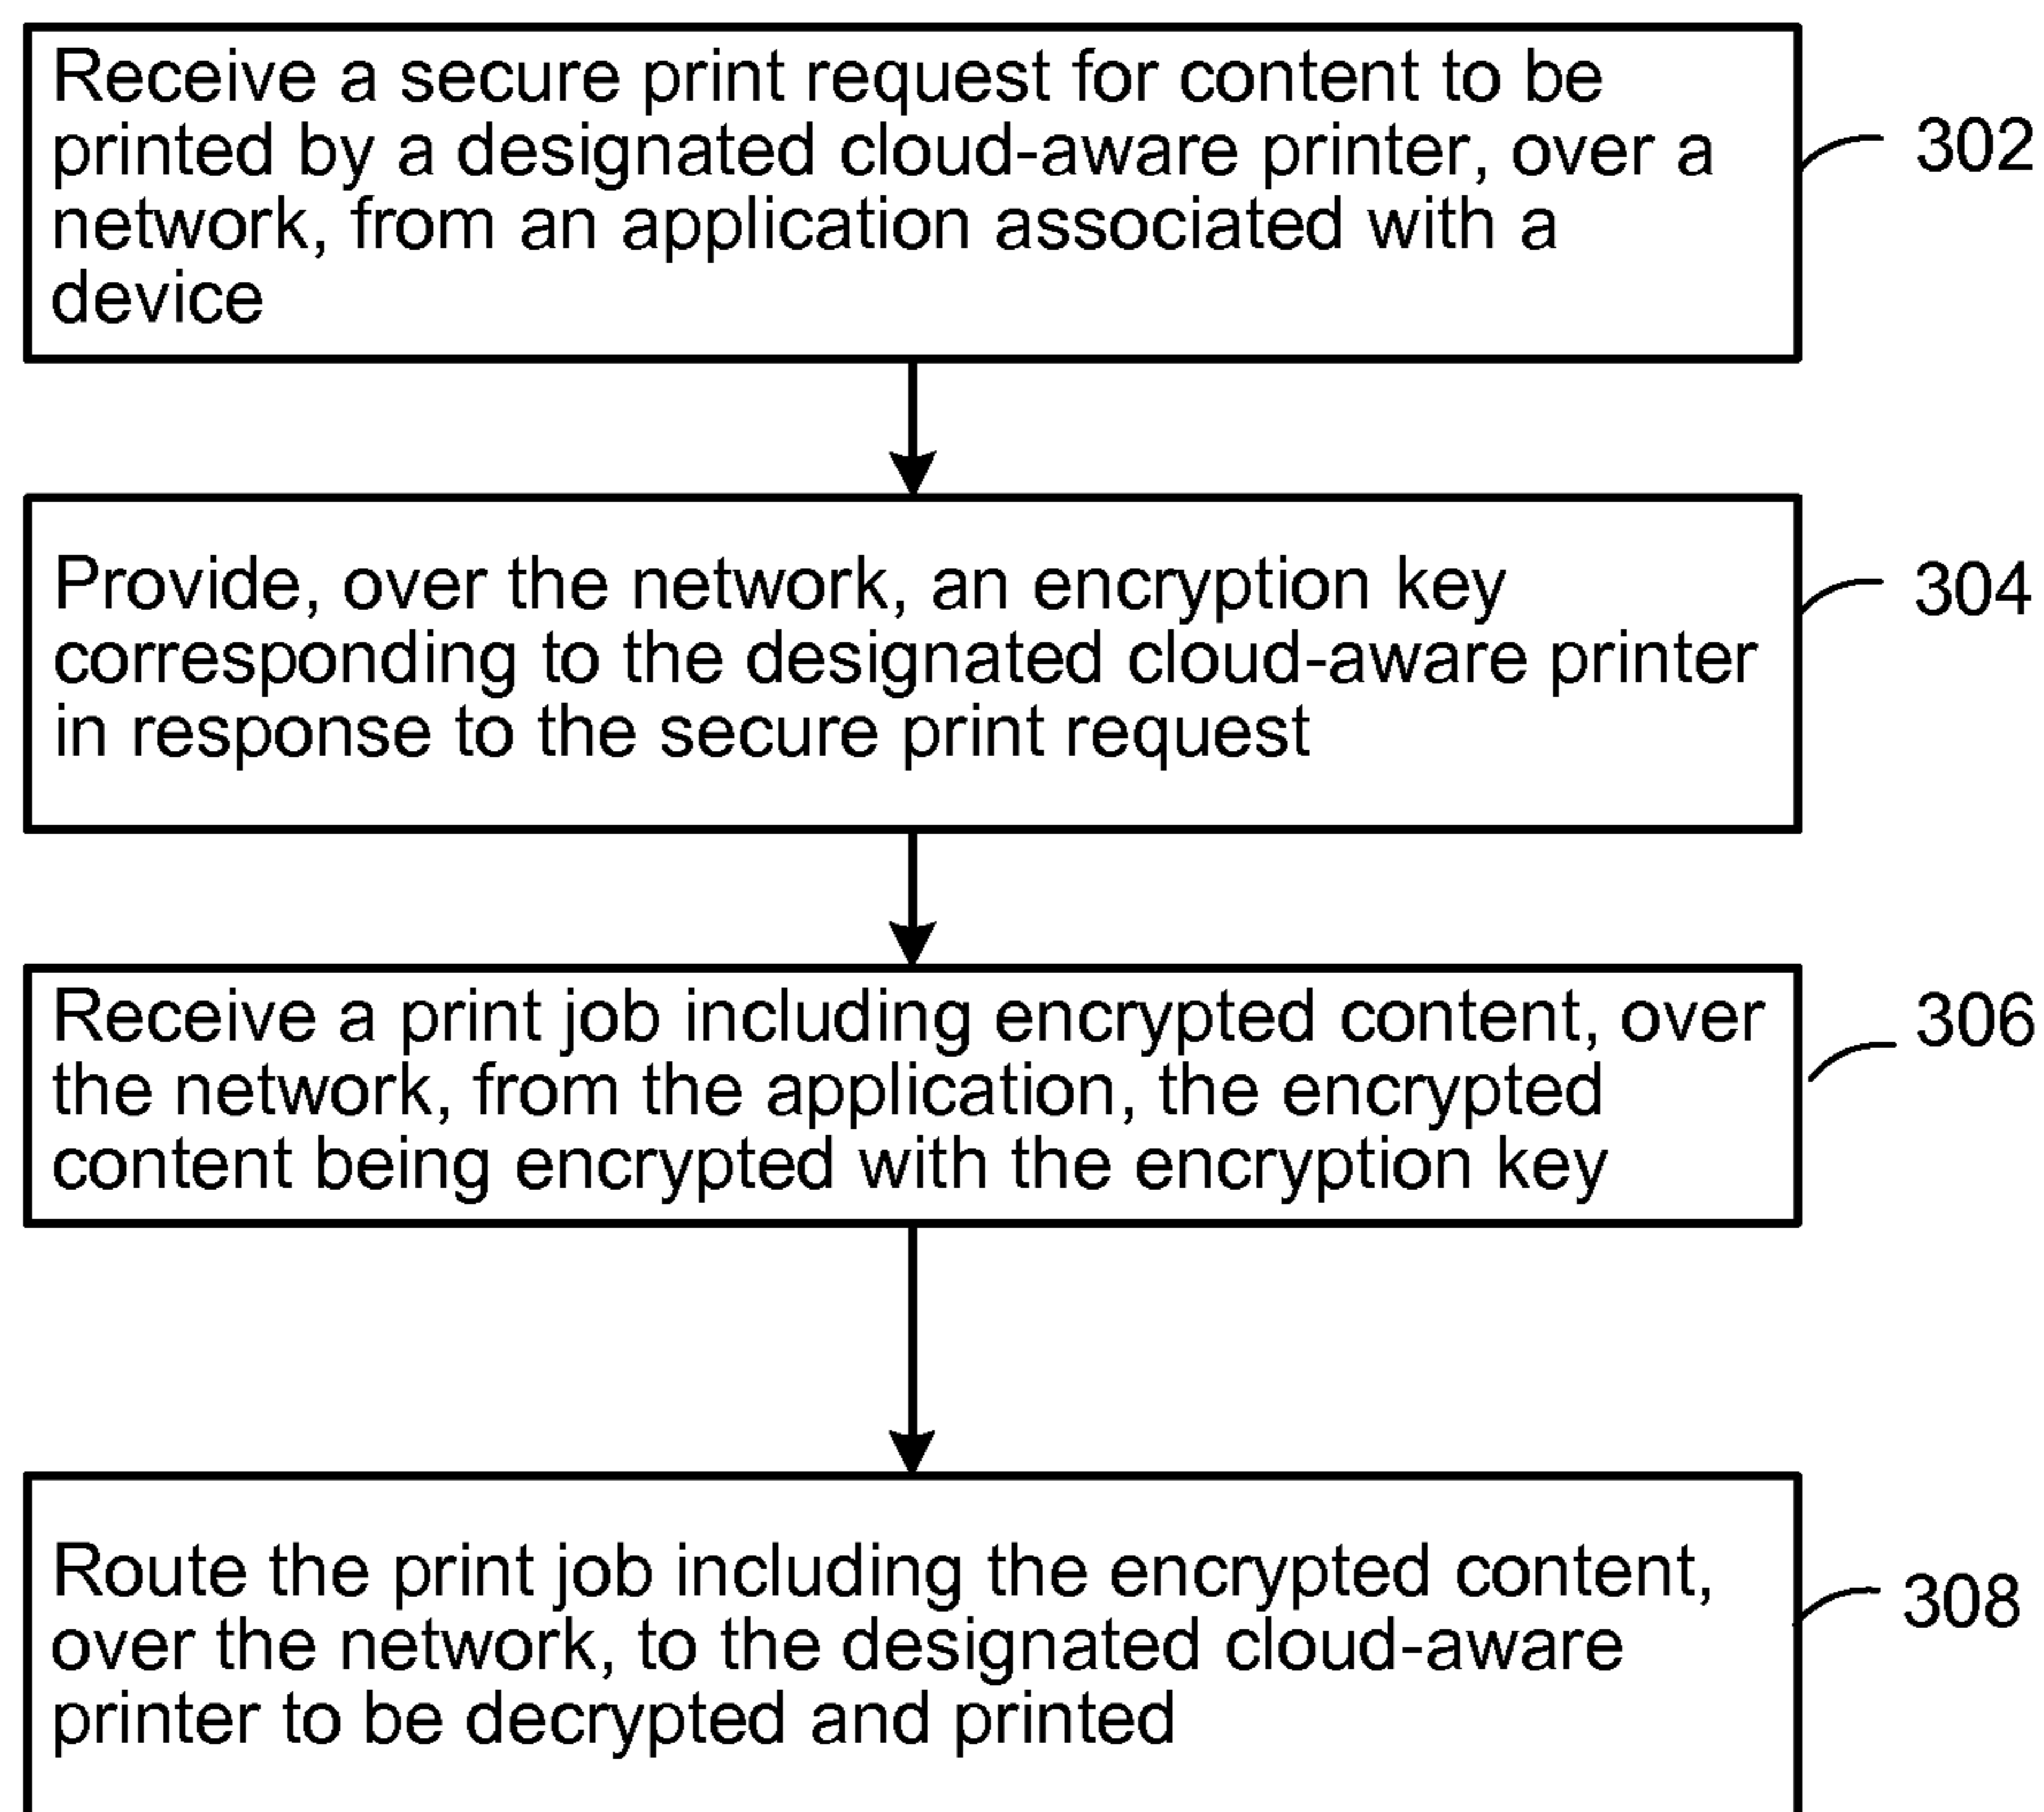 Receive a secure print request for content to be
printed by a designated cloud-aware printer, over a
network, from an application associated with a
device
302
Provide, over the network, an encryption key
corresponding to the designated cloud-aware printer
in response to the secure print request
304
Receive a print job including encrypted content, over
the network, from the application, the encrypted
content being encrypted with the encryption key
306
Route the print job including the encrypted content,
over the network, to the designated cloud-aware
printer to be decrypted and printed
308